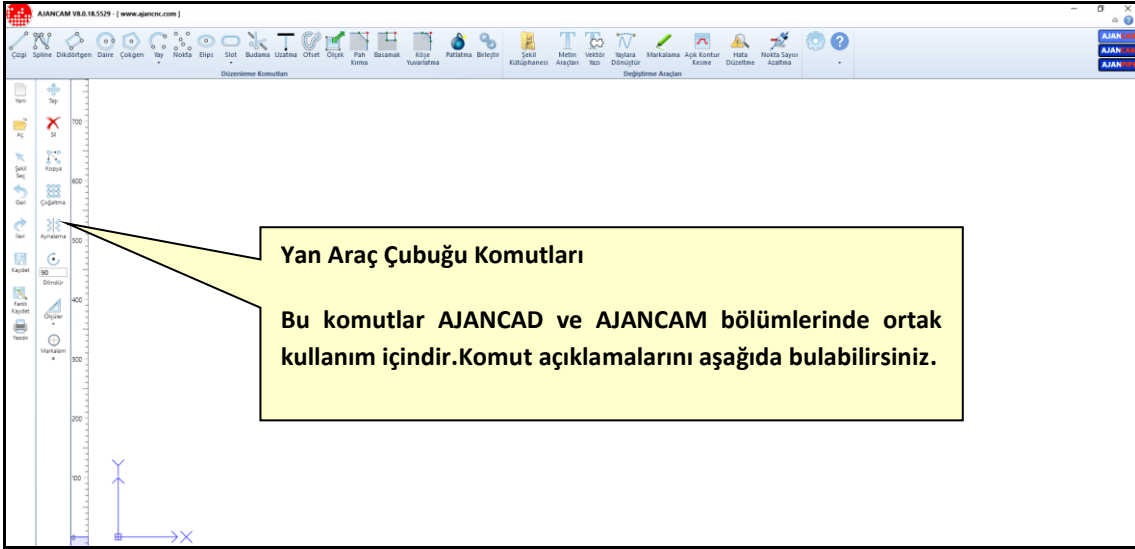 AJANCAM V8.0.18.5529 - [ www.ajancnc.com ]
Çizgi Spline Dikdörtgen Daire Çokgen Yay Nokta Elips Slot Budama Uzatma Ofset Ölçek Pah Kırma Basamak Köşe Yuvarlatma Patlatma Birleştir Şekil Kütüphanesi Metin Araçları Vektör Yazı Yaylara Dönüştür Markalama Açık Kontur Kesme Hata Düzeltme Nokta Sayısı Azaltma
Düzenleme Komutları Değiştirme Araçları
AJANCAD
AJANCAM
AJANPIPE
Yeni Taşı
Aç Sil
Şekil Seç Kopya
Geri Çoğaltma
İleri Aynalama
Kaydet 90
Döndür
Farklı Kaydet Ölçüler
Yazdır Markalam
700
600
500
400
300
200
100
0
Yan Araç Çubuğu Komutları
Bu komutlar AJANCAD ve AJANCAM bölümlerinde ortak
kullanım içindir.Komut açıklamalarını aşağıda bulabilirsiniz.
Y
X